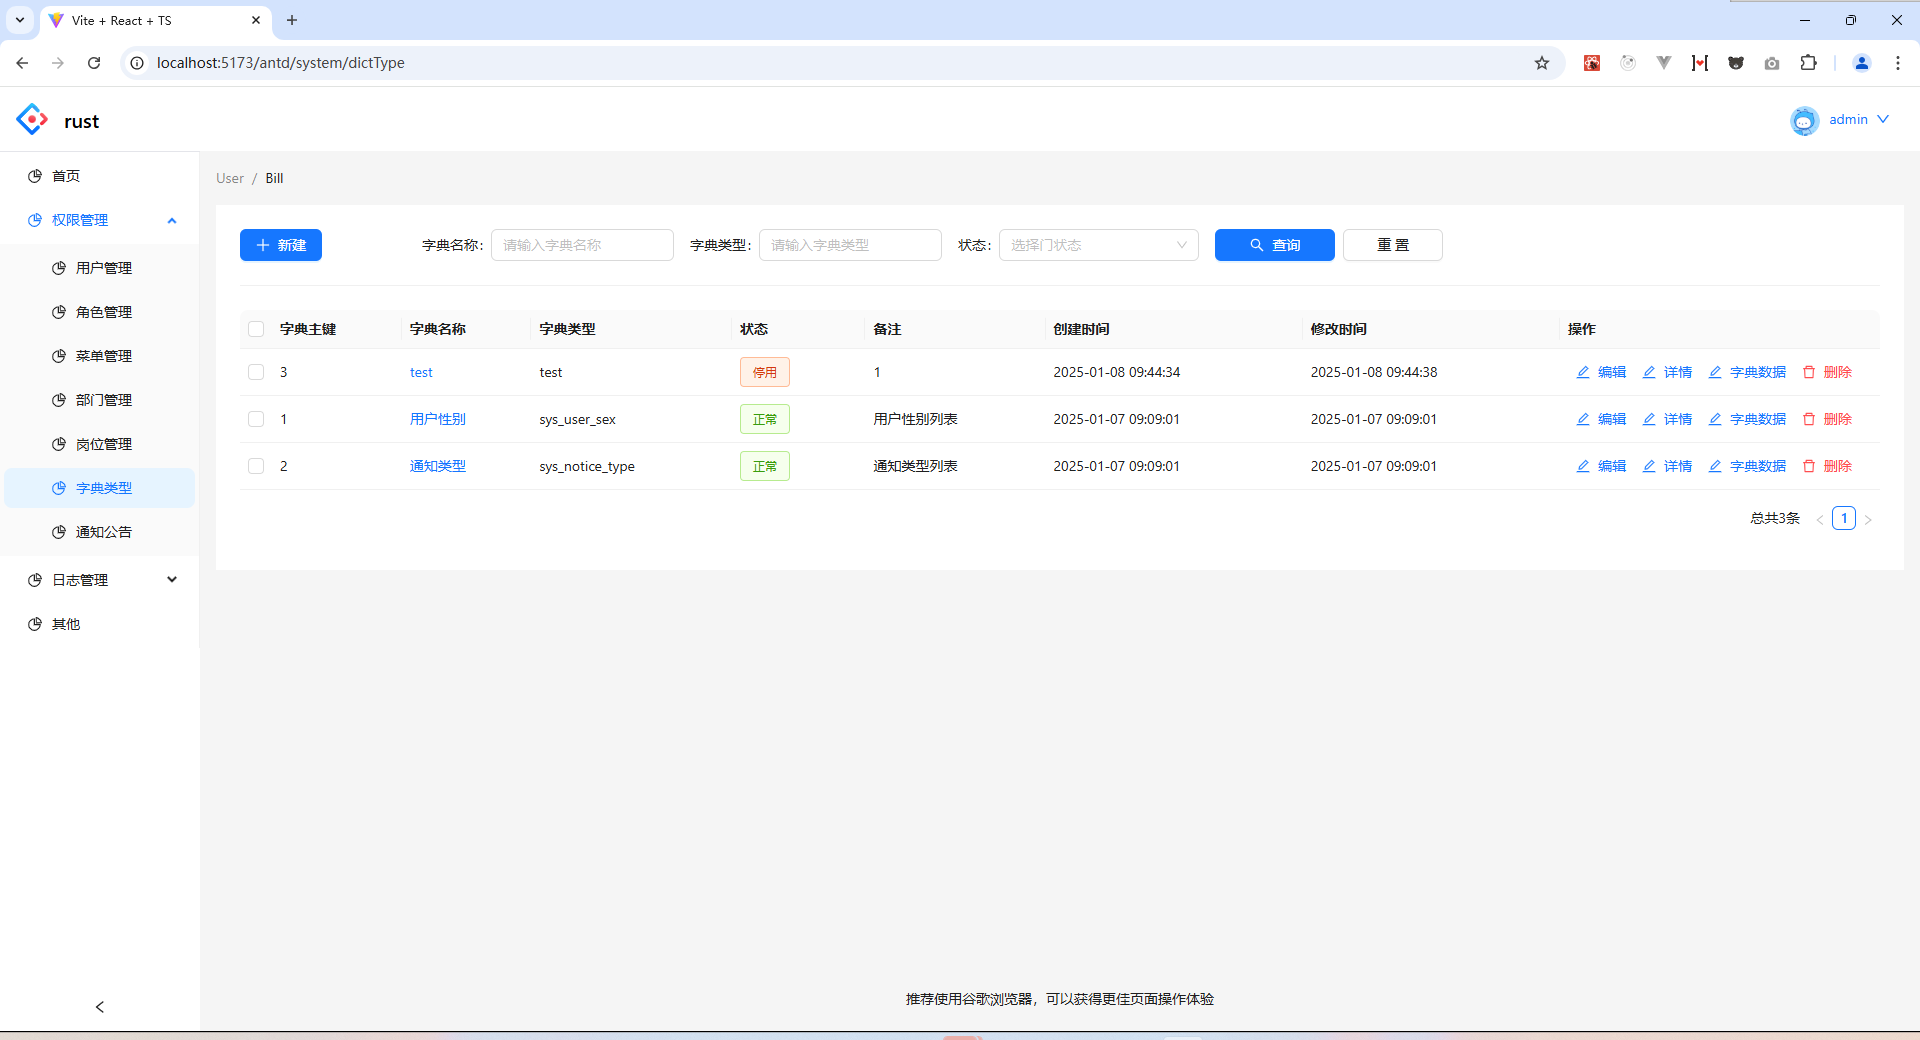 Vite + React + TS
localhost:5173/antd/system/dictType
rust
admin
首页
权限管理
用户管理
角色管理
菜单管理
部门管理
岗位管理
字典类型
通知公告
日志管理
其他
User / Bill
新建 字典名称: 请输入字典名称 字典类型: 请输入字典类型 状态: 选择门状态 查询 重 置
字典主键 字典名称 字典类型 状态 备注 创建时间 修改时间 操作
3 test test 停用 1 2025-01-08 09:44:34 2025-01-08 09:44:38 编辑 详情 字典数据 删除
1 用户性别 sys_user_sex 正常 用户性别列表 2025-01-07 09:09:01 2025-01-07 09:09:01 编辑 详情 字典数据 删除
2 通知类型 sys_notice_type 正常 通知类型列表 2025-01-07 09:09:01 2025-01-07 09:09:01 编辑 详情 字典数据 删除
总共3条 1
推荐使用谷歌浏览器，可以获得更佳页面操作体验